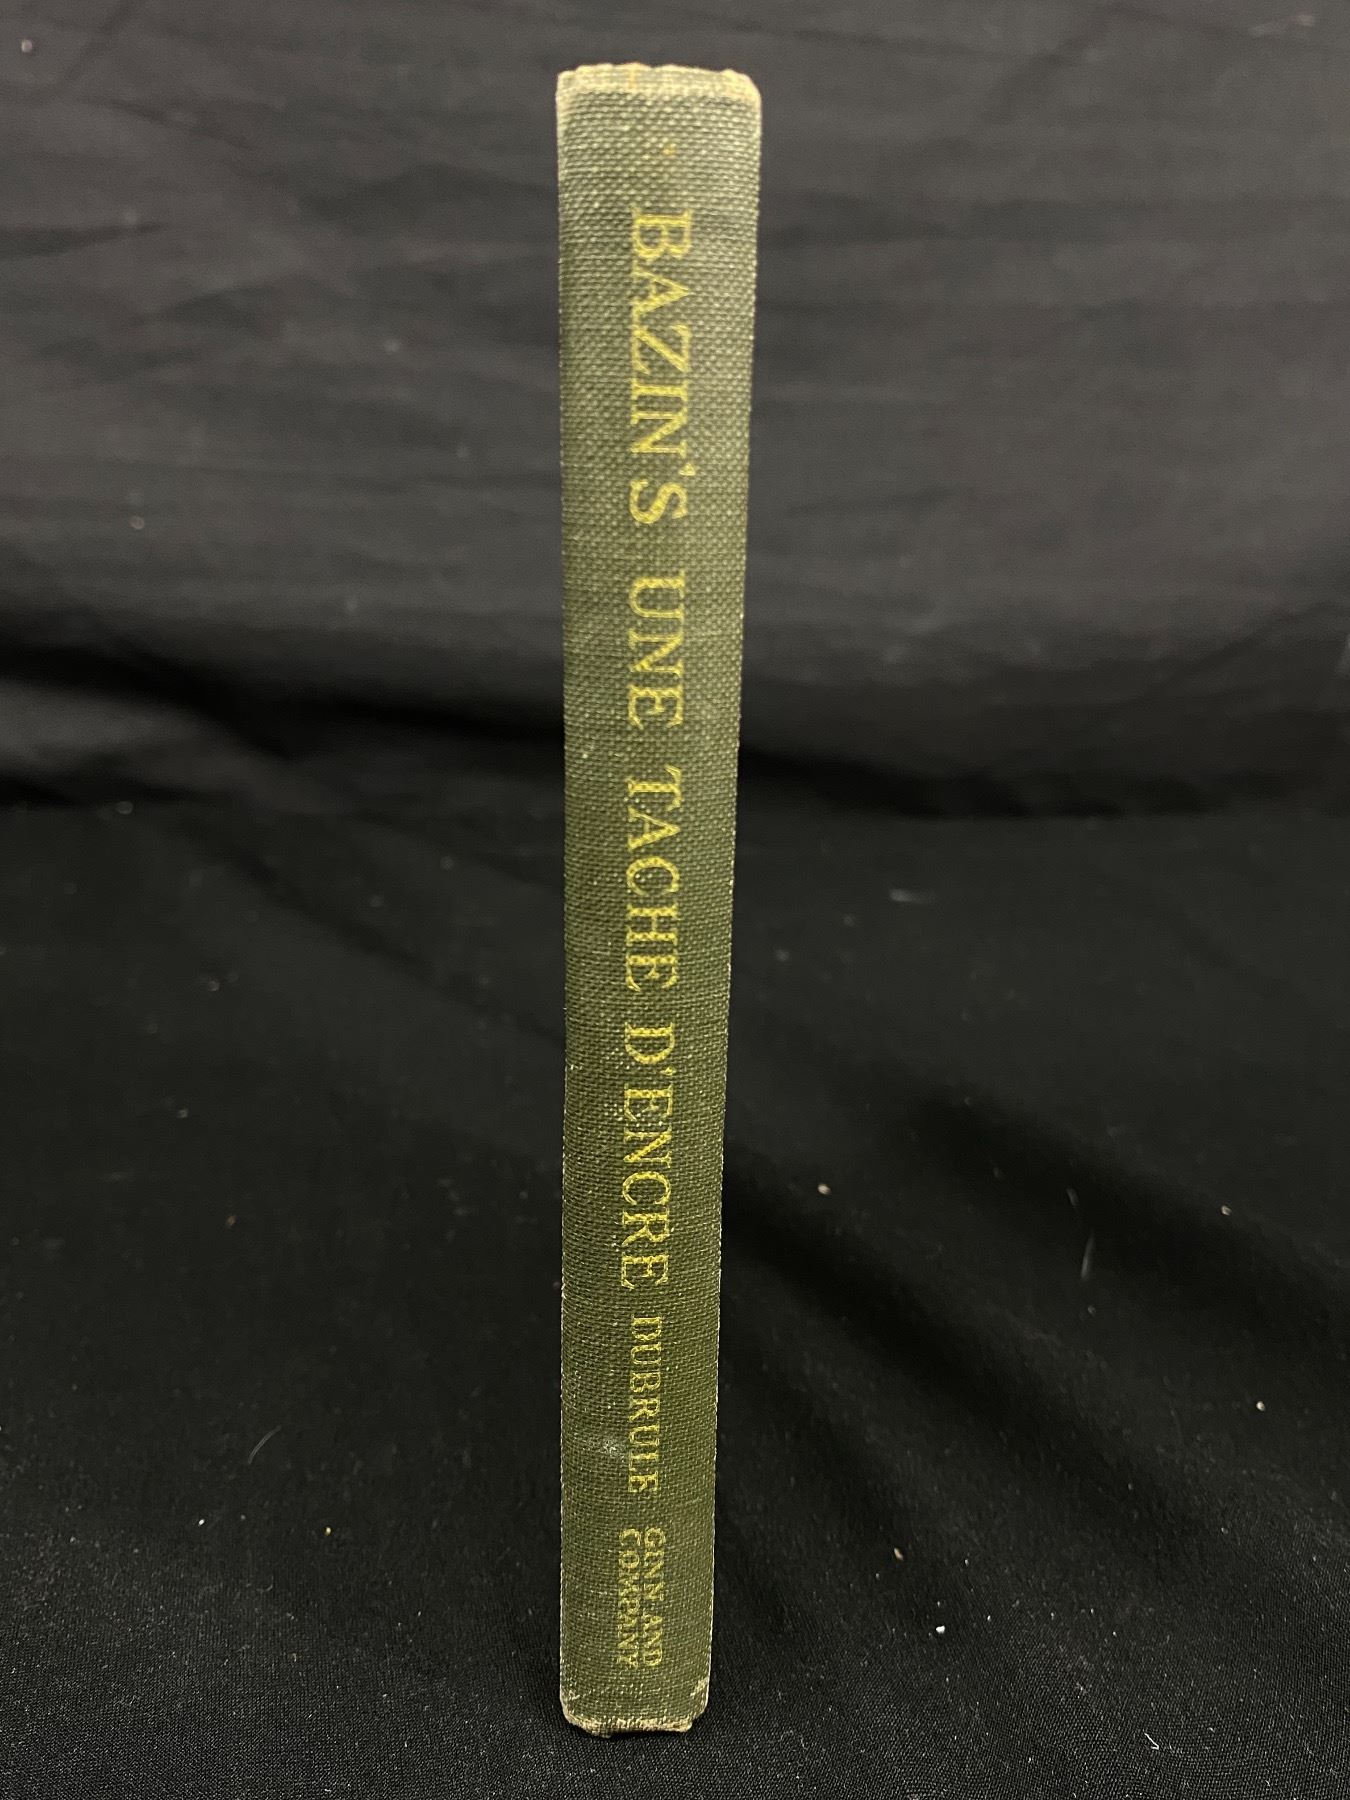 BAZIN'S UNE TACHE D'ENCRE DUBRULE
GINN AND
COMPANY